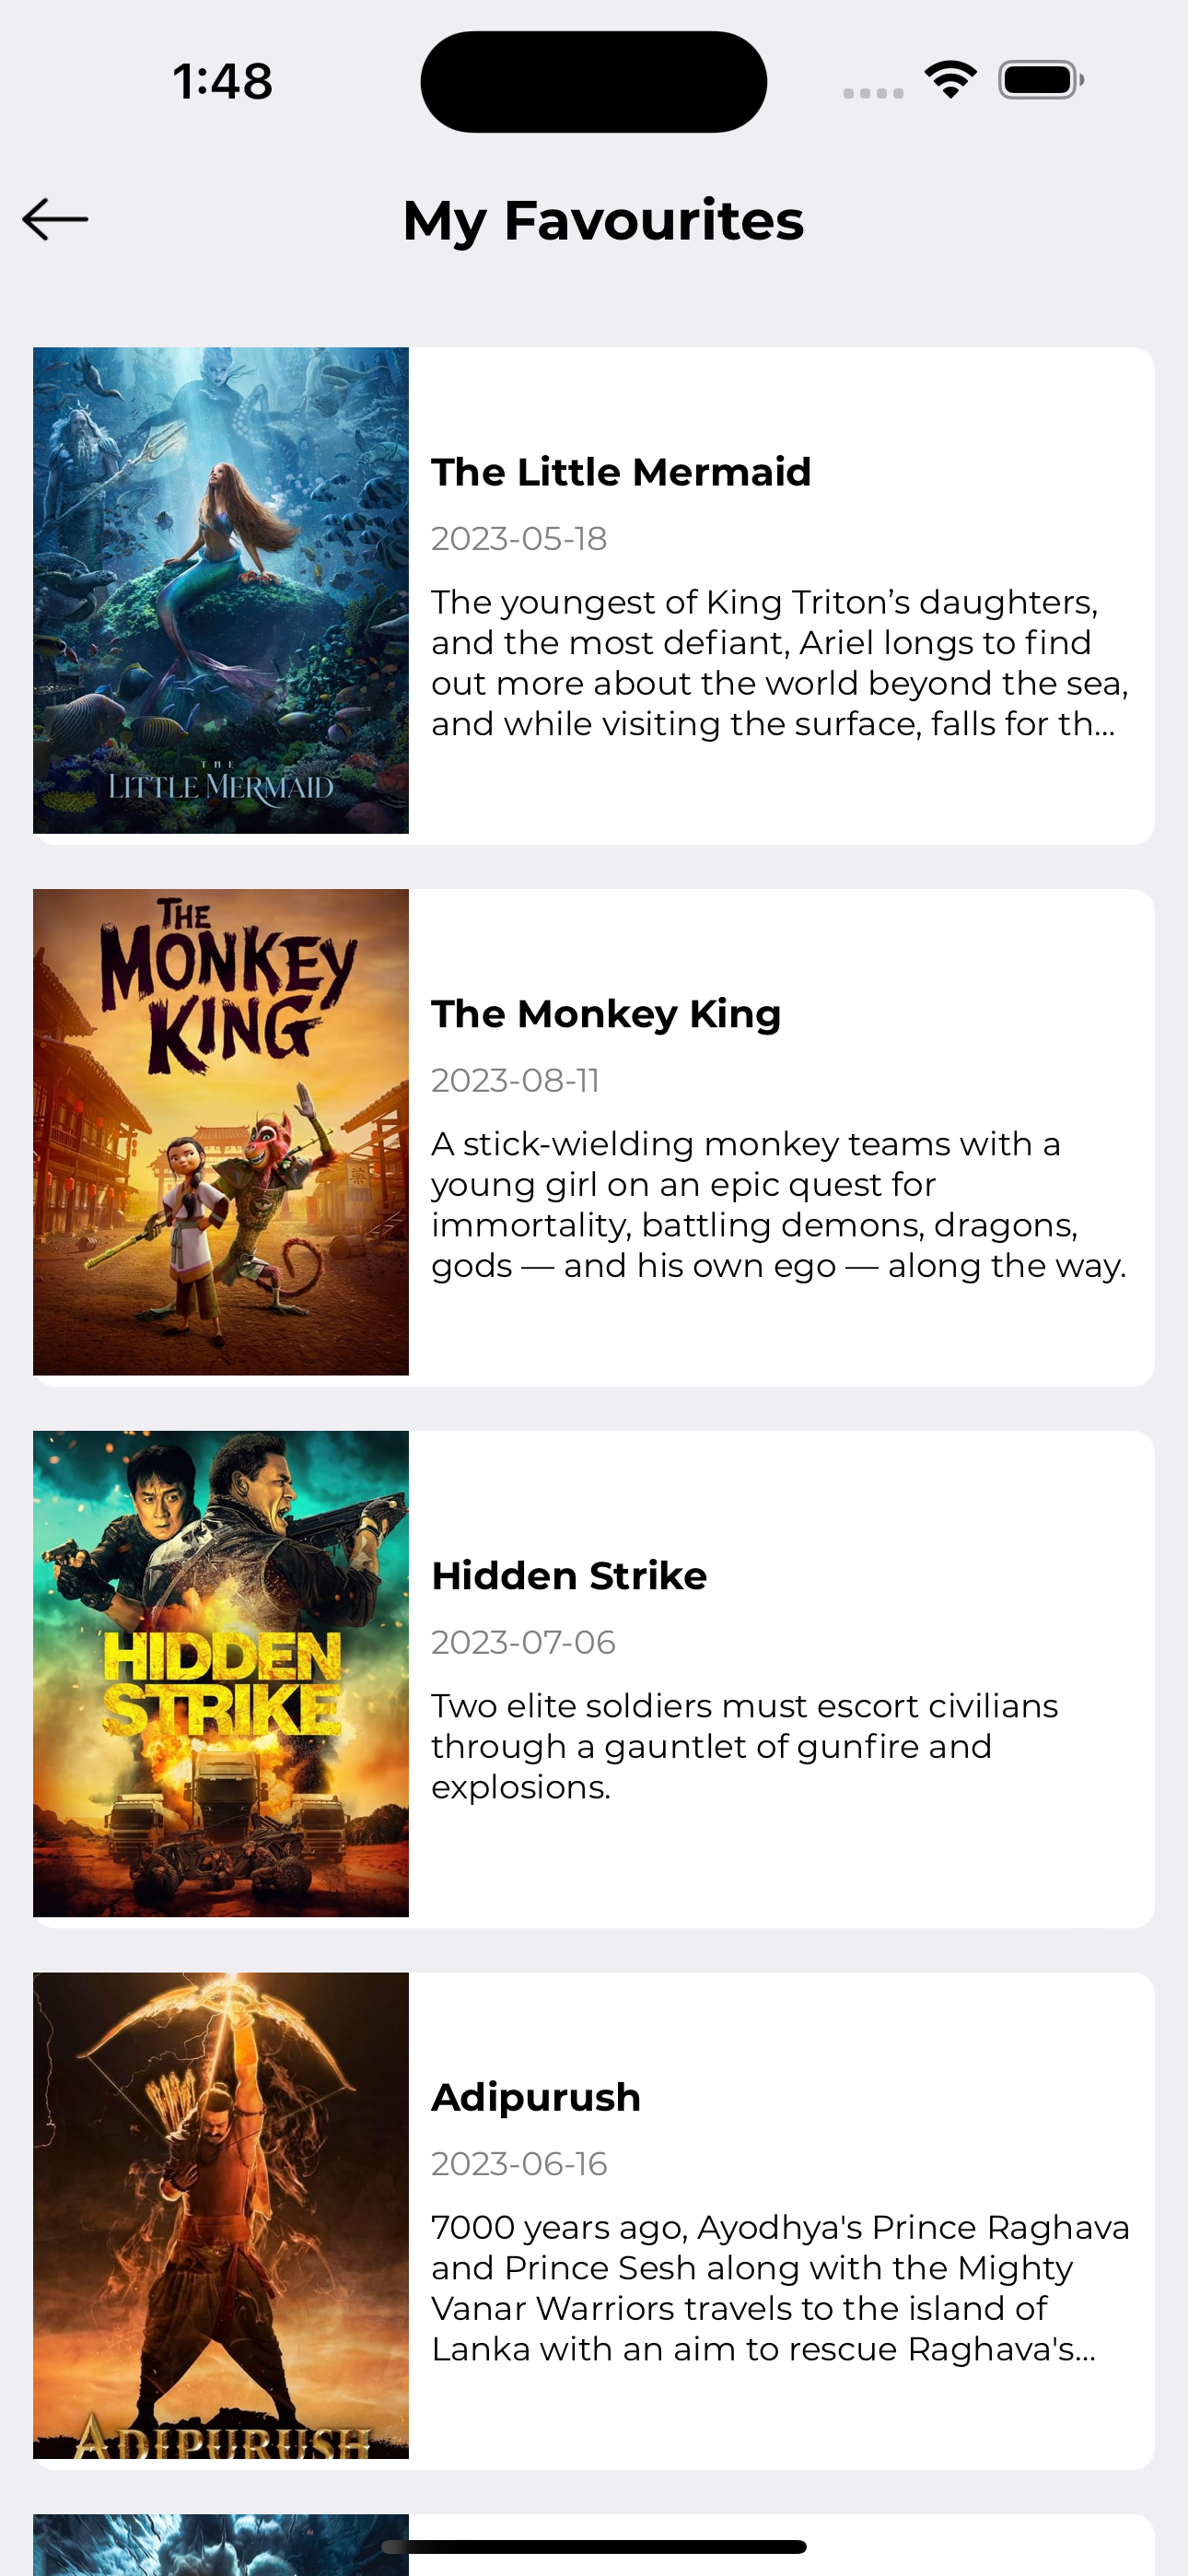 1:48
My Favourites
THE
LITTLE MERMAID
The Little Mermaid
2023-05-18
The youngest of King Triton’s daughters,
and the most defiant, Ariel longs to find
out more about the world beyond the sea,
and while visiting the surface, falls for th...
THE
MONKEY
KING
The Monkey King
2023-08-11
A stick-wielding monkey teams with a
young girl on an epic quest for
immortality, battling demons, dragons,
gods — and his own ego — along the way.
HIDDEN
STRIKE
Hidden Strike
2023-07-06
Two elite soldiers must escort civilians
through a gauntlet of gunfire and
explosions.
ADIPURUSH
Adipurush
2023-06-16
7000 years ago, Ayodhya's Prince Raghava
and Prince Sesh along with the Mighty
Vanar Warriors travels to the island of
Lanka with an aim to rescue Raghava's...